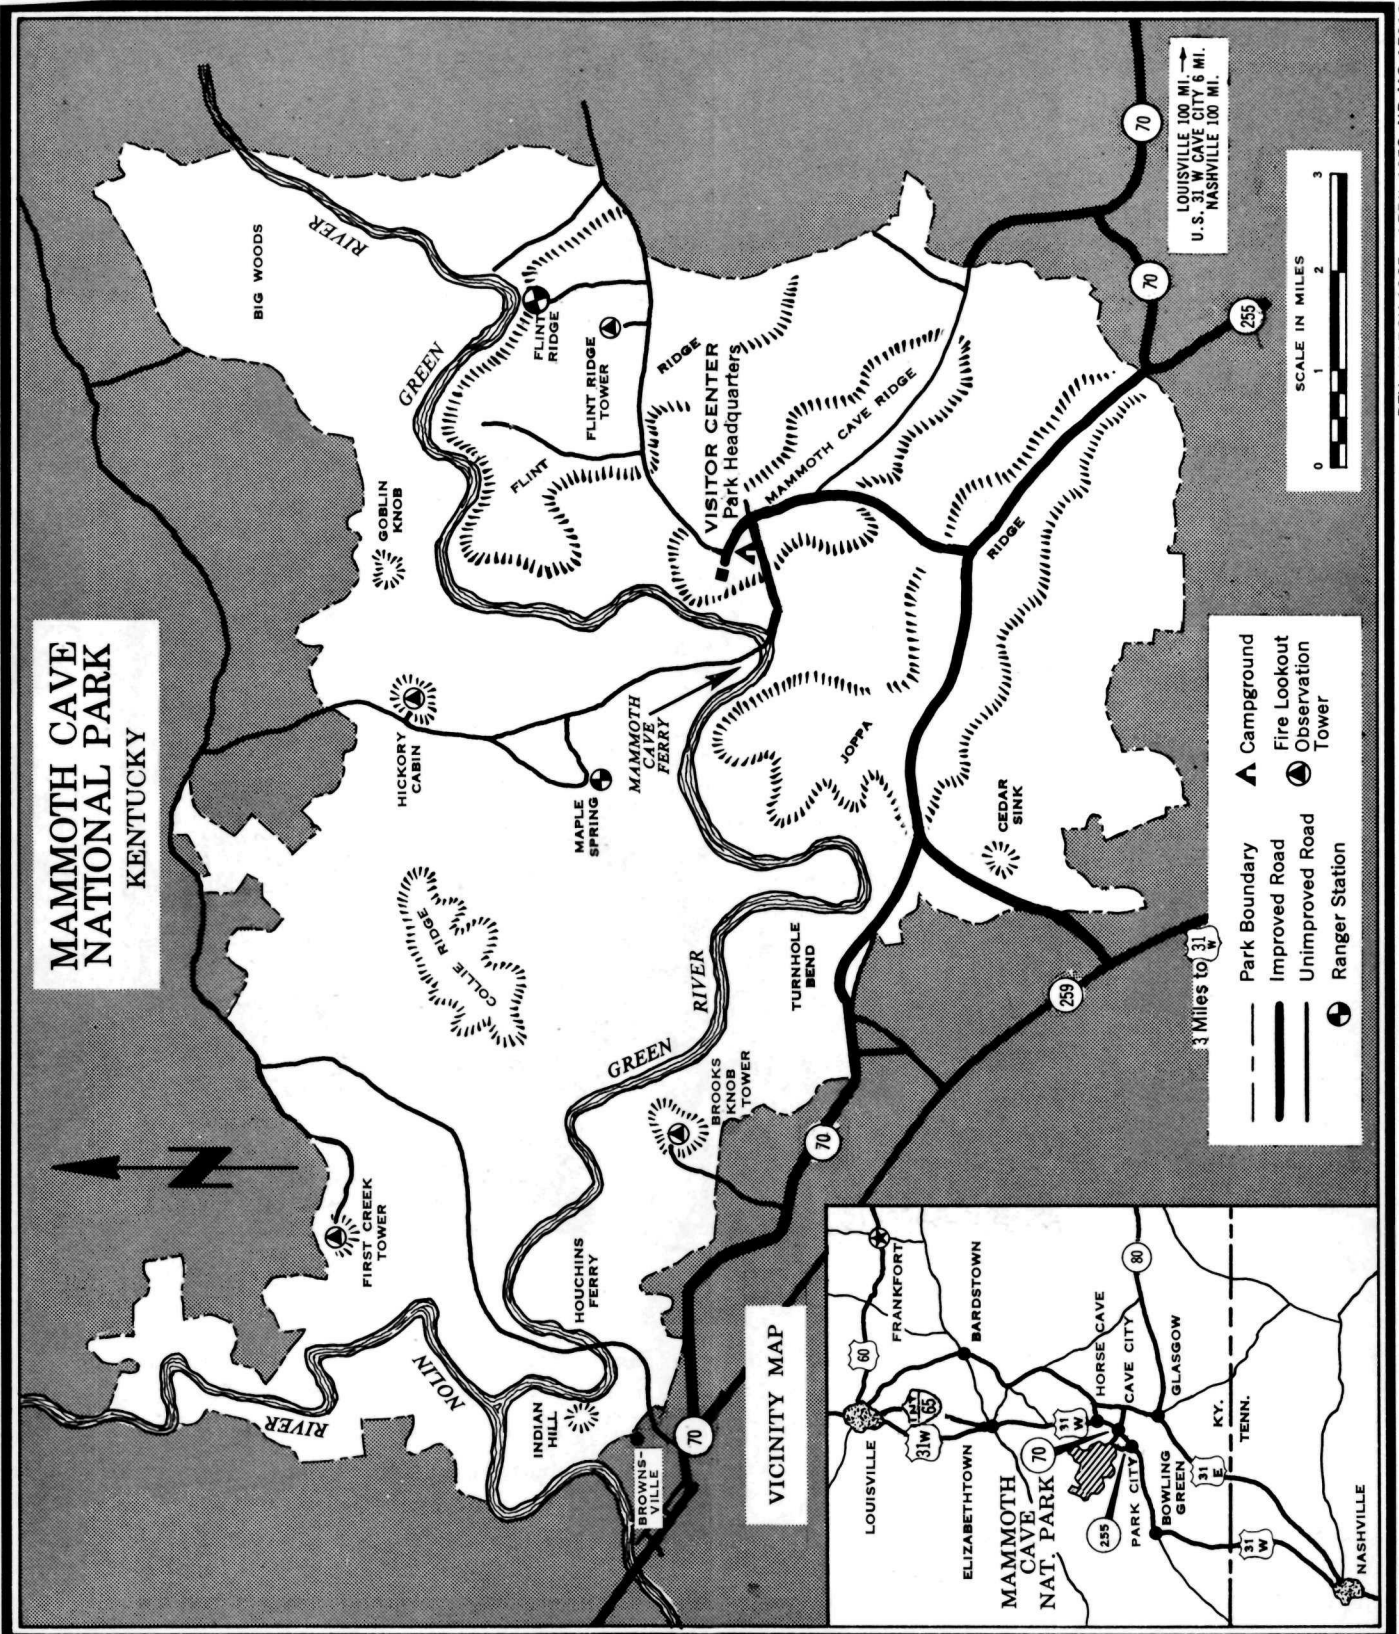 MAMMOTH CAVE
NATIONAL PARK
KENTUCKY
N
BIG WOODS
RIVER
GREEN
GOBLIN
KNOB
FLINT
RIDGE
FLINT RIDGE
TOWER
FLINT
RIDGE
VISITOR CENTER
Park Headquarters
MAMMOTH CAVE RIDGE
HICKORY
CABIN
MAPLE
SPRING
MAMMOTH
CAVE
FERRY
COLLIE RIDGE
JOPPA
RIDGE
CEDAR
SINK
TURNHOLE
BEND
GREEN
RIVER
BROOKS
KNOB
TOWER
FIRST CREEK
TOWER
HOUCHINS
FERRY
NOLIN
RIVER
INDIAN
HILL
BROWNS-
VILLE
70
70
70
70
255
259
3 Miles to 31
W
LOUISVILLE 100 MI.
U.S. 31 W CAVE CITY 6 MI.
NASHVILLE 100 MI.
SCALE IN MILES
0 1 2 3
Park Boundary
Improved Road
Unimproved Road
Ranger Station
Campground
Fire Lookout
Observation
Tower
VICINITY MAP
LOUISVILLE
60
FRANKFORT
INT
65
31W
BARDSTOWN
ELIZABETHTOWN
31
W
HORSE CAVE
CAVE CITY
80
GLASGOW
70
MAMMOTH
CAVE
NAT. PARK
255
PARK CITY
BOWLING
GREEN
31
E
KY.
TENN.
31
W
NASHVILLE